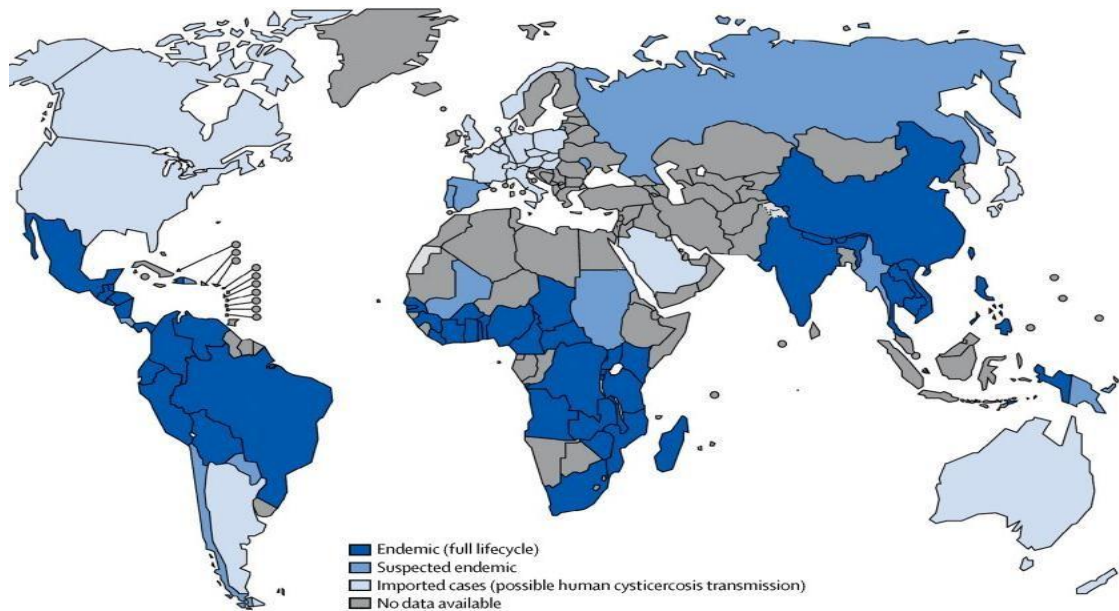 Endemic (full lifecycle)
Suspected endemic
Imported cases (possible human cysticercosis transmission)
No data available